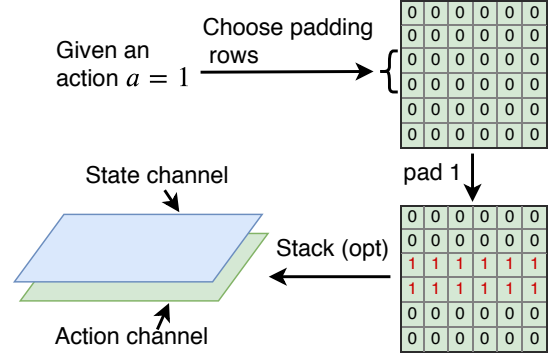 Given an
action a = 1
Choose padding
rows
0 0 0 0 0 0
0 0 0 0 0 0
0 0 0 0 0 0
0 0 0 0 0 0
0 0 0 0 0 0
0 0 0 0 0 0
pad 1
0 0 0 0 0 0
0 0 0 0 0 0
1 1 1 1 1 1
1 1 1 1 1 1
0 0 0 0 0 0
0 0 0 0 0 0
Stack (opt)
State channel
Action channel